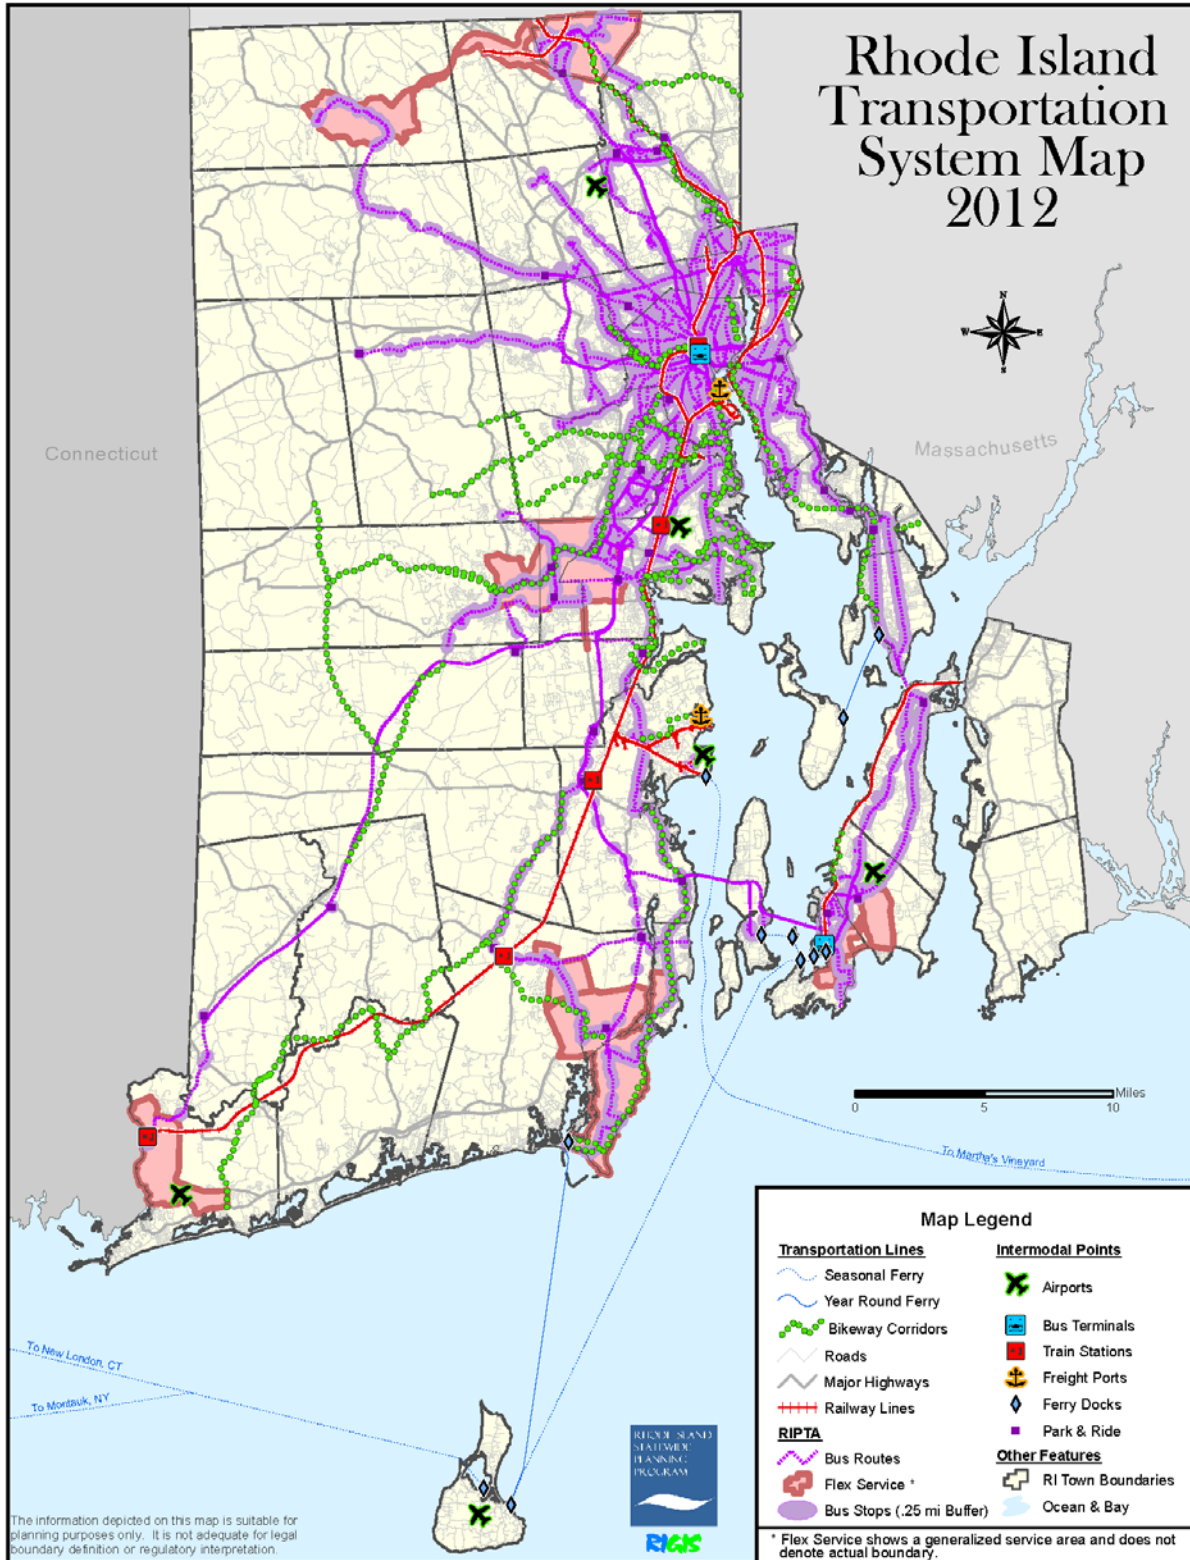 Rhode Island
Transportation
System Map
2012
N
W
E
S
Connecticut
Massachusetts
Miles
0
5
10
To Martha's Vineyard
To New London, CT
To Montauk, NY
Map Legend
Transportation Lines
Seasonal Ferry
Year Round Ferry
Bikeway Corridors
Roads
Major Highways
Railway Lines
RIPTA
Bus Routes
Flex Service *
Bus Stops (.25 mi Buffer)
Intermodal Points
Airports
Bus Terminals
Train Stations
Freight Ports
Ferry Docks
Park & Ride
Other Features
RI Town Boundaries
Ocean & Bay
* Flex Service shows a generalized service area and does not
denote actual boundary.
RHODE ISLAND
STATEWIDE
PLANNING
PROGRAM
RIGIS
The information depicted on this map is suitable for
planning purposes only. It is not adequate for legal
boundary definition or regulatory interpretation.